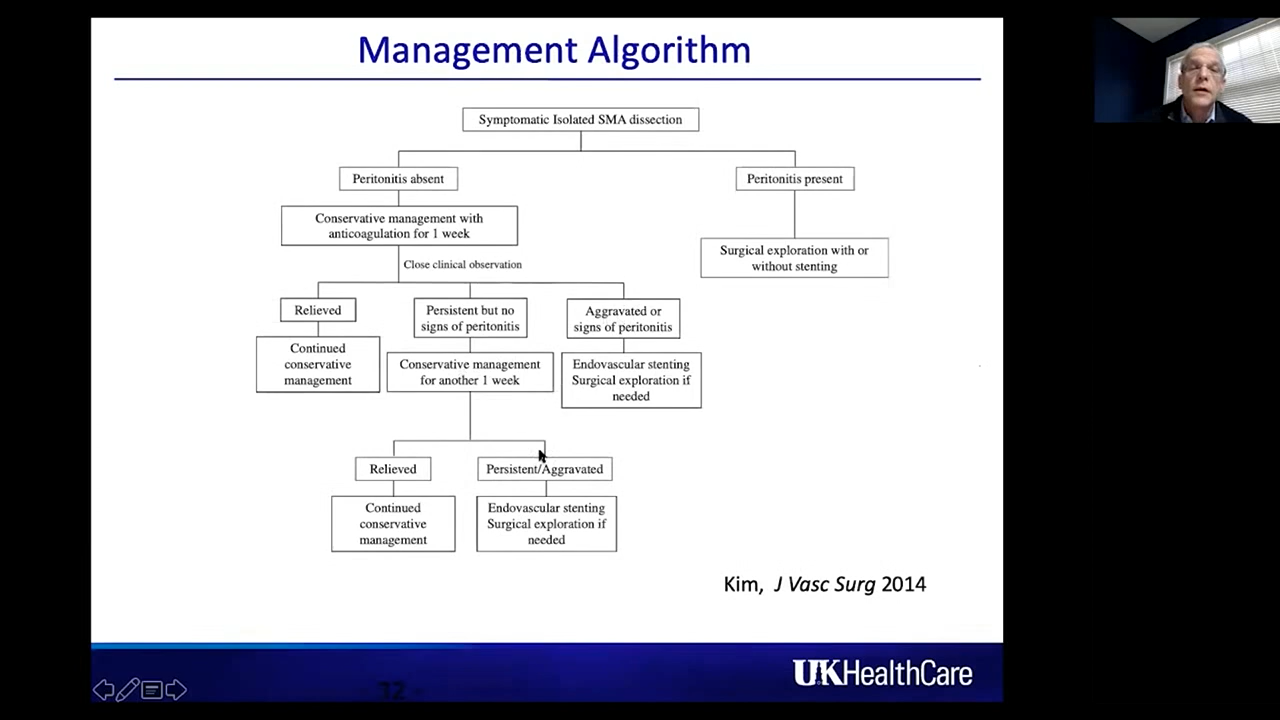 Management Algorithm
Symptomatic Isolated SMA dissection
Peritonitis absent
Peritonitis present
Conservative management with
anticoagulation for 1 week
Surgical exploration with or
without stenting
Close clinical observation
Relieved
Persistent but no
signs of peritonitis
Aggravated or
signs of peritonitis
Continued
conservative
management
Conservative management
for another 1 week
Endovascular stenting
Surgical exploration if
needed
Relieved
Persistent/Aggravated
Continued
conservative
management
Endovascular stenting
Surgical exploration if
needed
Kim, J Vasc Surg 2014
UKHealthCare
12